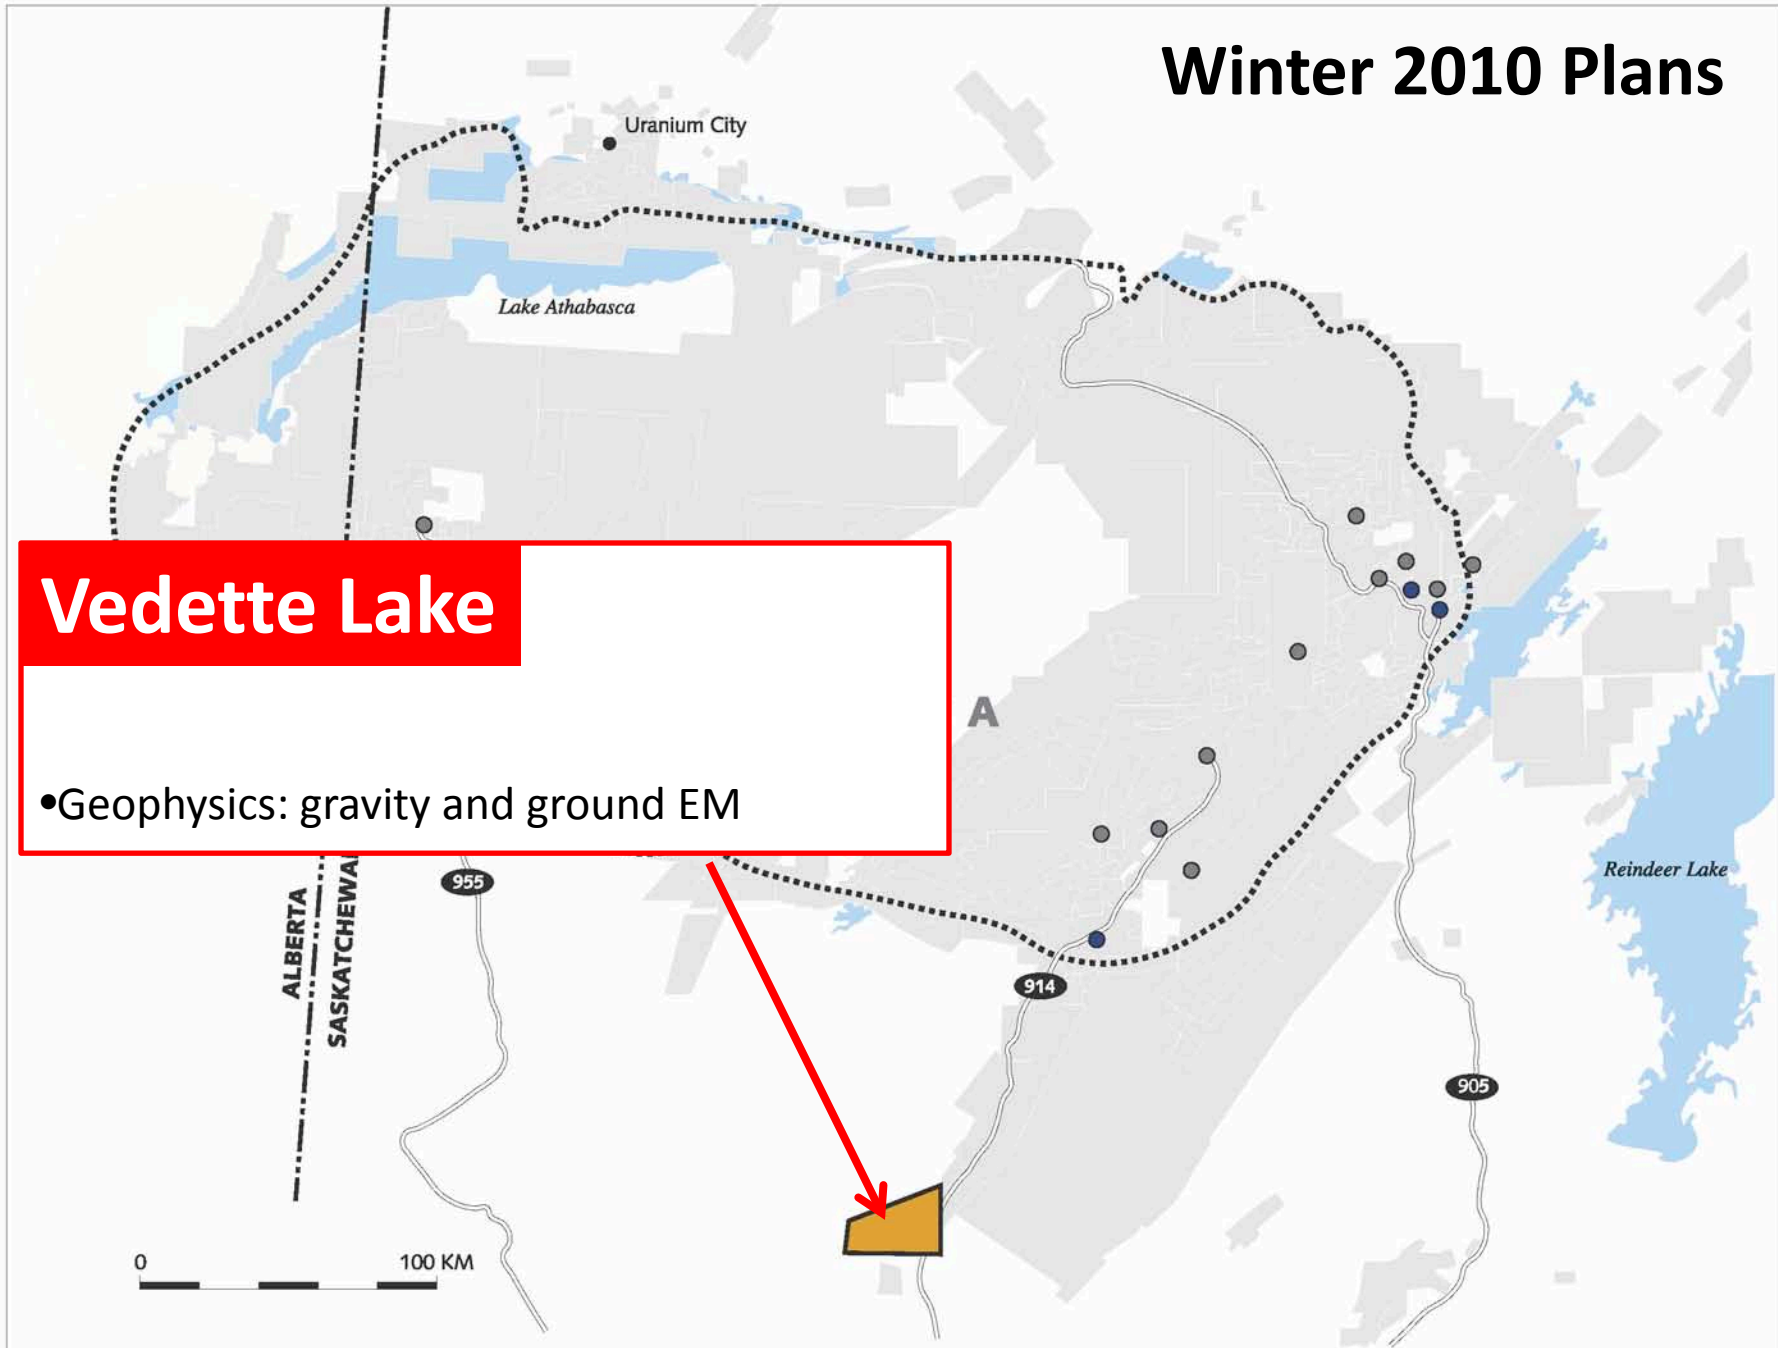 Winter 2010 Plans
Uranium City
Lake Athabasca
Vedette Lake
A
•Geophysics: gravity and ground EM
Reindeer Lake
955
ALBERTA
914
905
0
100 KM